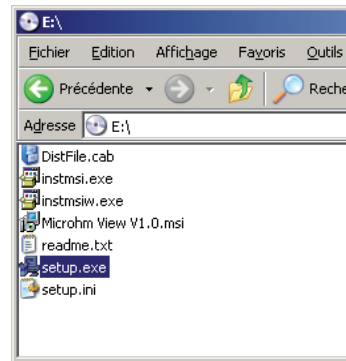 E:\
Fichier Edition Affichage Favoris Outils
Précédente
Adresse E:\
DistFile.cab
instmsi.exe
instmsiw.exe
Microhm View V1.0.msi
readme.txt
setup.exe
setup.ini